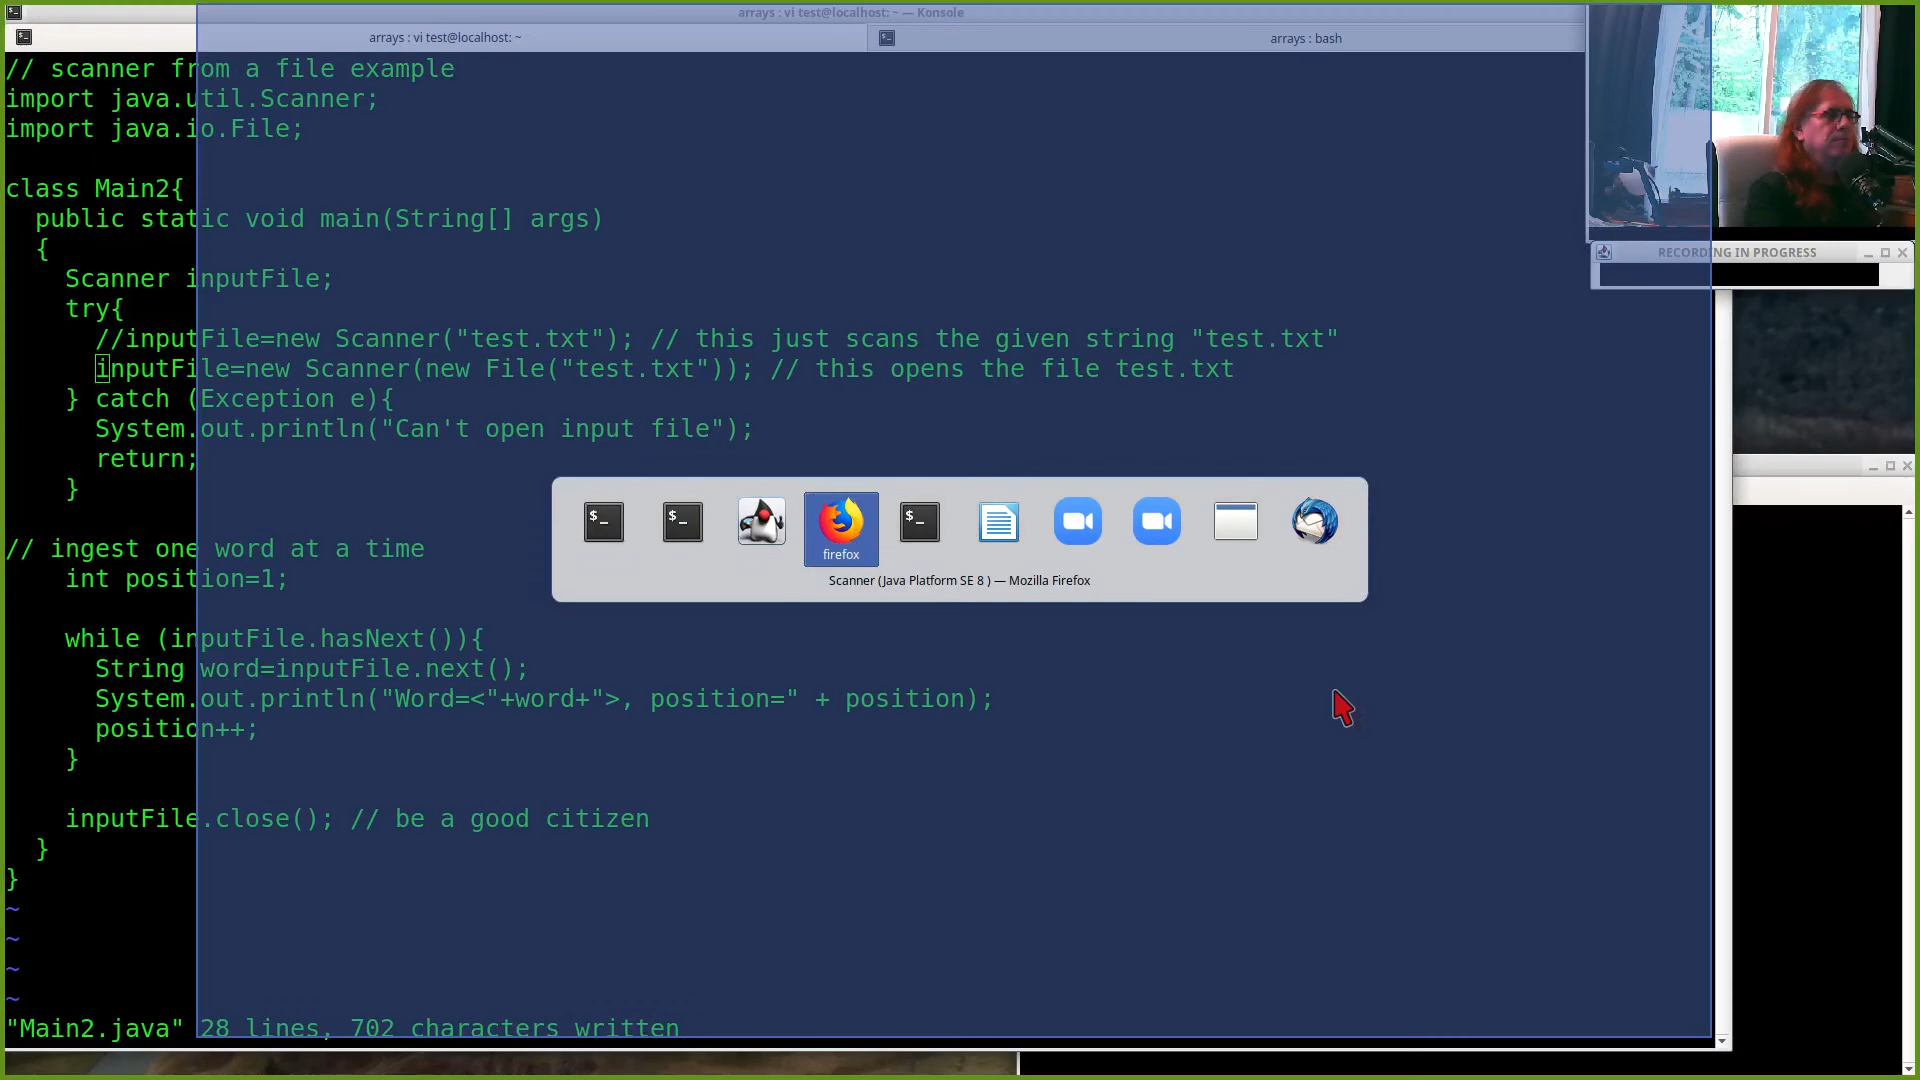 arrays : vi test@localhost: ~ — Konsole
arrays : vi test@localhost: ~
arrays : bash
// scanner from a file example
import java.util.Scanner;
import java.io.File;
class Main2{
public static void main(String[] args)
{
Scanner inputFile;
try{
//inputFile=new Scanner("test.txt"); // this just scans the given string "test.txt"
inputFile=new Scanner(new File("test.txt")); // this opens the file test.txt
} catch (Exception e){
System.out.println("Can't open input file");
return;
}
// ingest one word at a time
int position=1;
while (inputFile.hasNext()){
String word=inputFile.next();
System.out.println("Word=<"+word+">, position=" + position);
position++;
}
inputFile.close(); // be a good citizen
}
}
~
~
~
~
"Main2.java" 28 lines, 702 characters written
RECORDING IN PROGRESS
$_
$_
firefox
$_
Scanner (Java Platform SE 8 ) — Mozilla Firefox